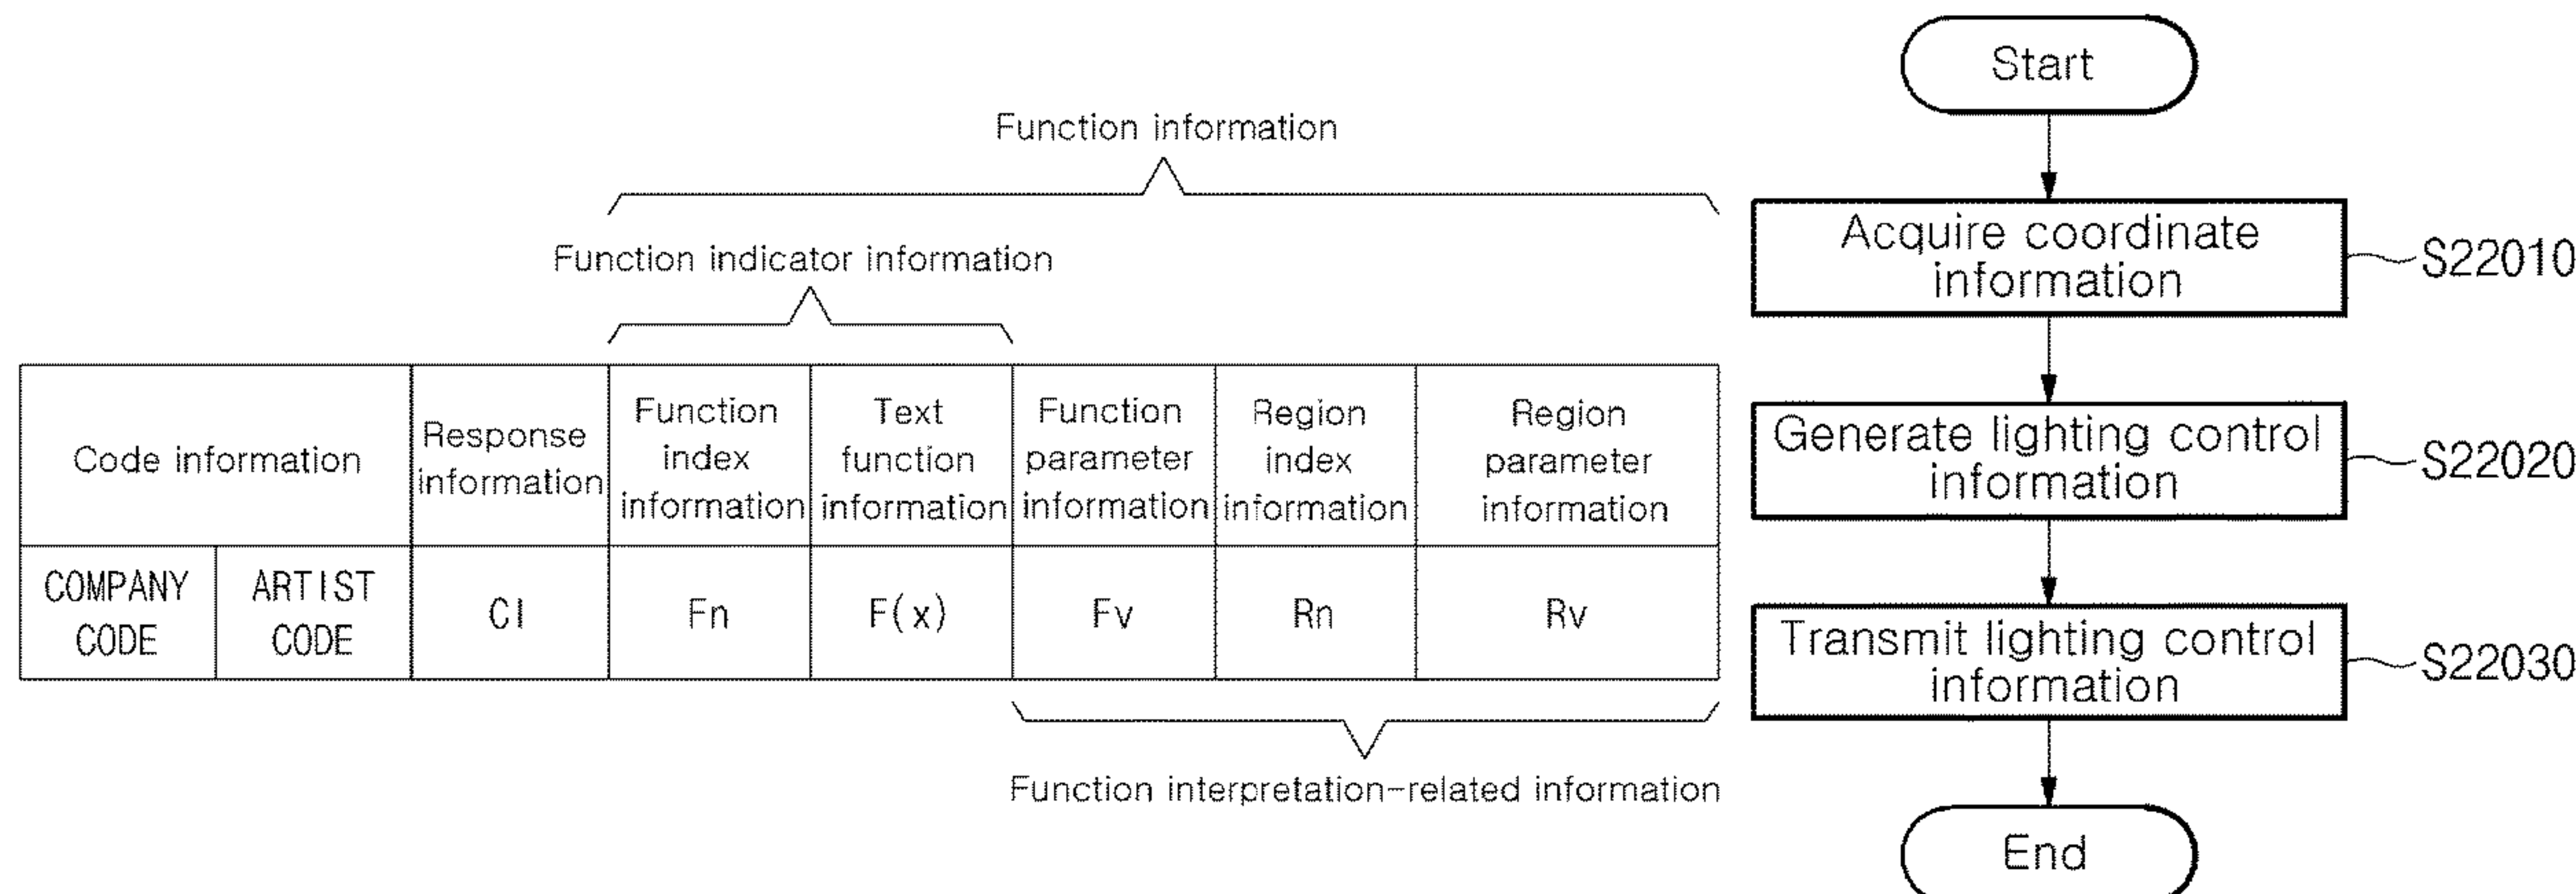 Function information
Function indicator information
Code information
Response
information
Function
index
information
Text
function
information
Function
parameter
information
Region
index
information
Region
parameter
information
COMPANY
CODE
ARTIST
CODE
CI
Fn
F(x)
Fv
Rn
Rv
Function interpretation-related information
Start
Acquire coordinate
information
S22010
Generate lighting control
information
S22020
Transmit lighting control
information
S22030
End